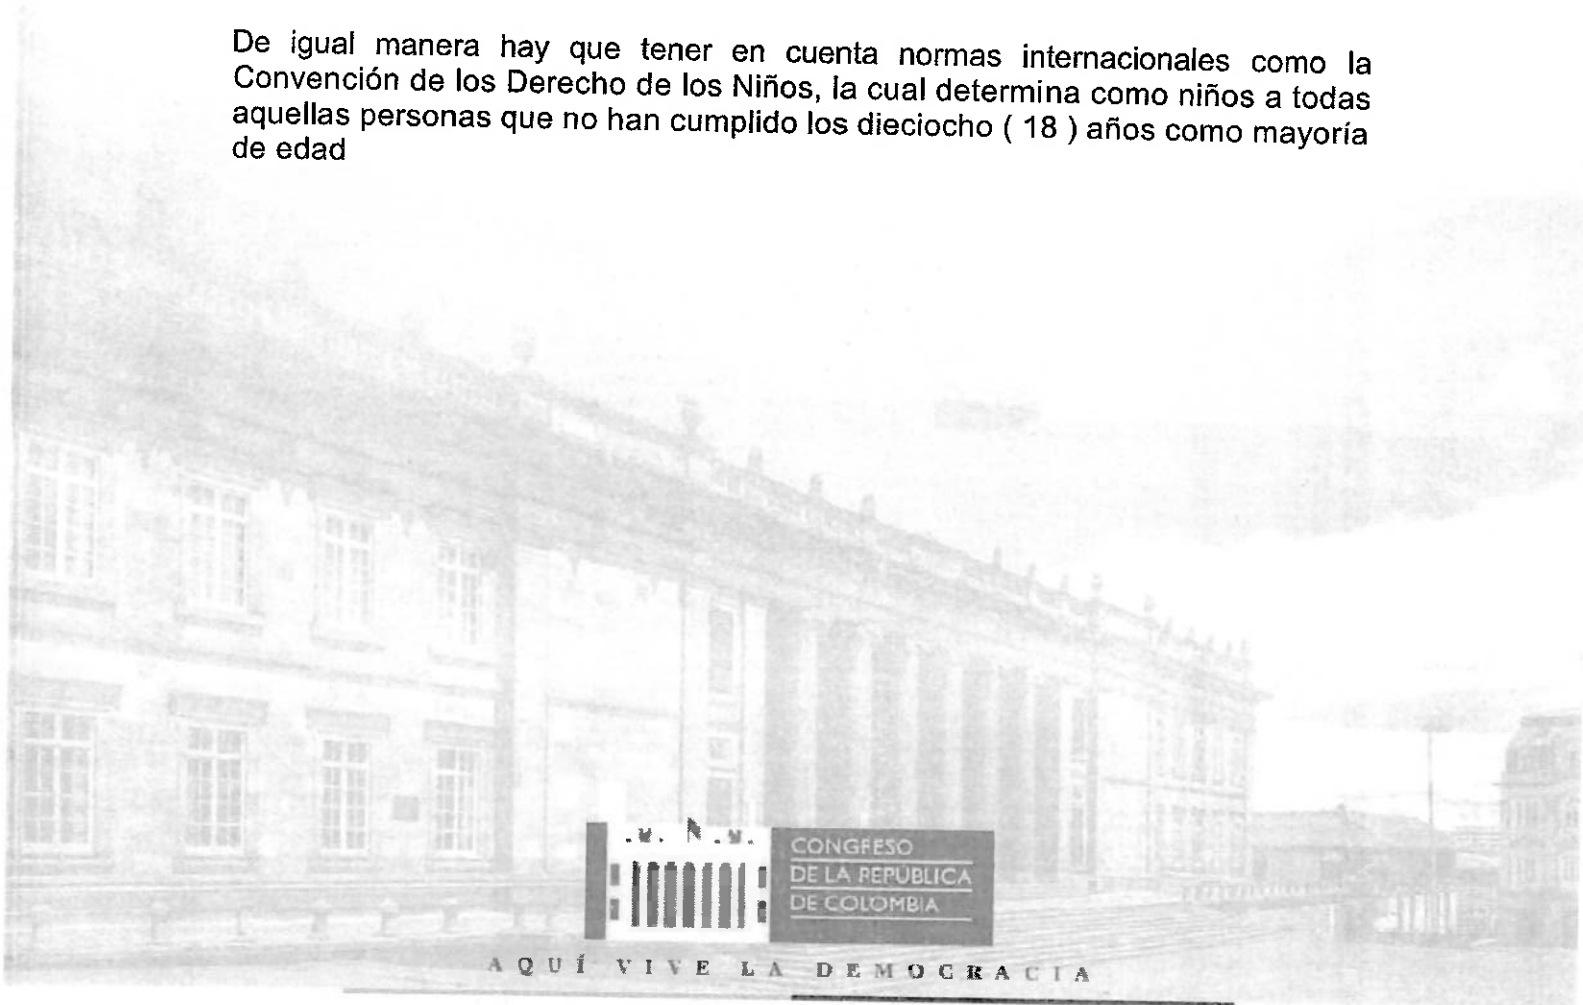 De igual manera hay que tener en cuenta normas internacionales como la
Convención de los Derecho de los Niños, la cual determina como niños a todas
aquellas personas que no han cumplido los dieciocho ( 18 ) años como mayoría
de edad
CONGRESO
DE LA REPÚBLICA
DE COLOMBIA
AQUÍ VIVE LA DEMOCRACIA